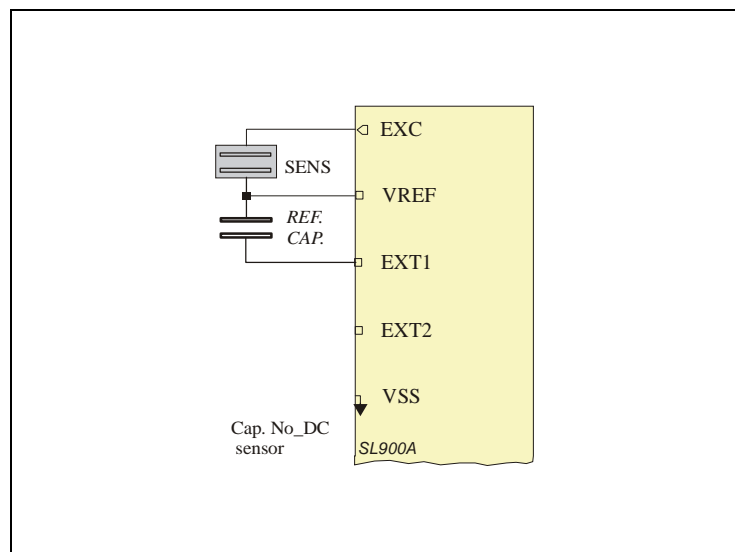 EXC
SENS
VREF
REF.
CAP.
EXT1
EXT2
VSS
Cap. No_DC
sensor
SL900A